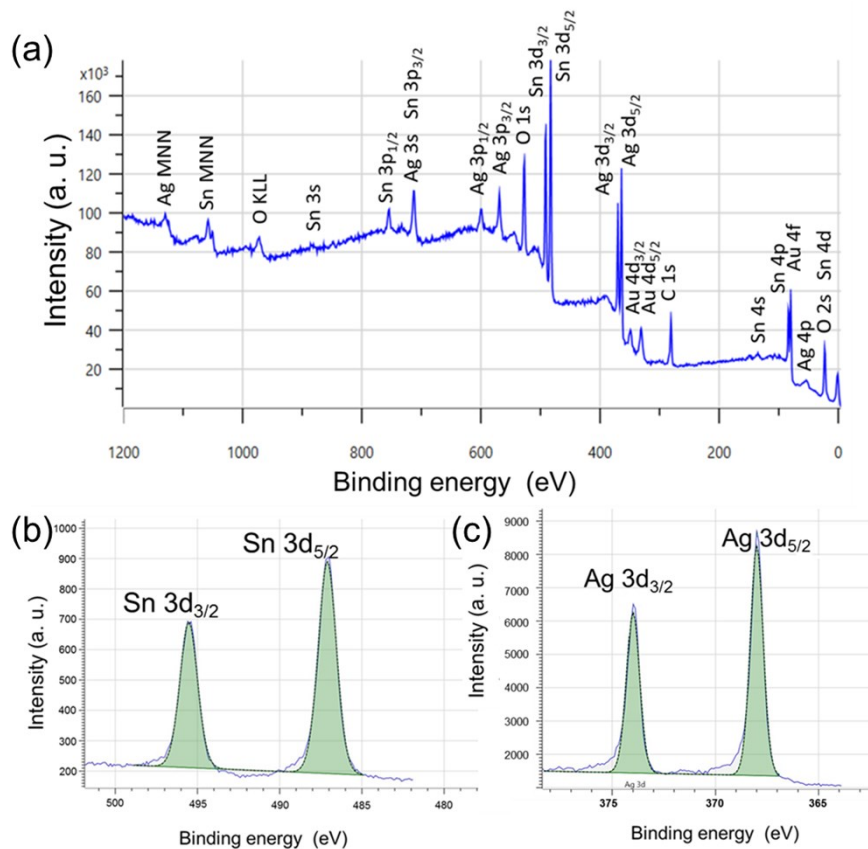 (a)
×10³
160
140
120
100
80
60
40
20
Intensity (a. u.)
Ag MNN
Sn MNN
O KLL
Sn 3s
Sn 3p1/2
Ag 3s Sn 3p3/2
Ag 3p1/2
Ag 3p3/2
O 1s
Sn 3d3/2
Sn 3d5/2
Ag 3d3/2
Ag 3d5/2
Au 4d3/2
Au 4d5/2
C 1s
Sn 4s
Sn 4p
Au 4f
Ag 4p
O 2s Sn 4d
1200 1000 800 600 400 200 0
Binding energy (eV)
(b)
1000
900
800
700
600
500
400
300
200
Intensity (a. u.)
Sn 3d3/2
Sn 3d5/2
500 495 490 485 480
Binding energy (eV)
(c)
9000
8000
7000
6000
5000
4000
3000
2000
Intensity (a. u.)
Ag 3d3/2
Ag 3d5/2
375 370 365
Ag 3d
Binding energy (eV)